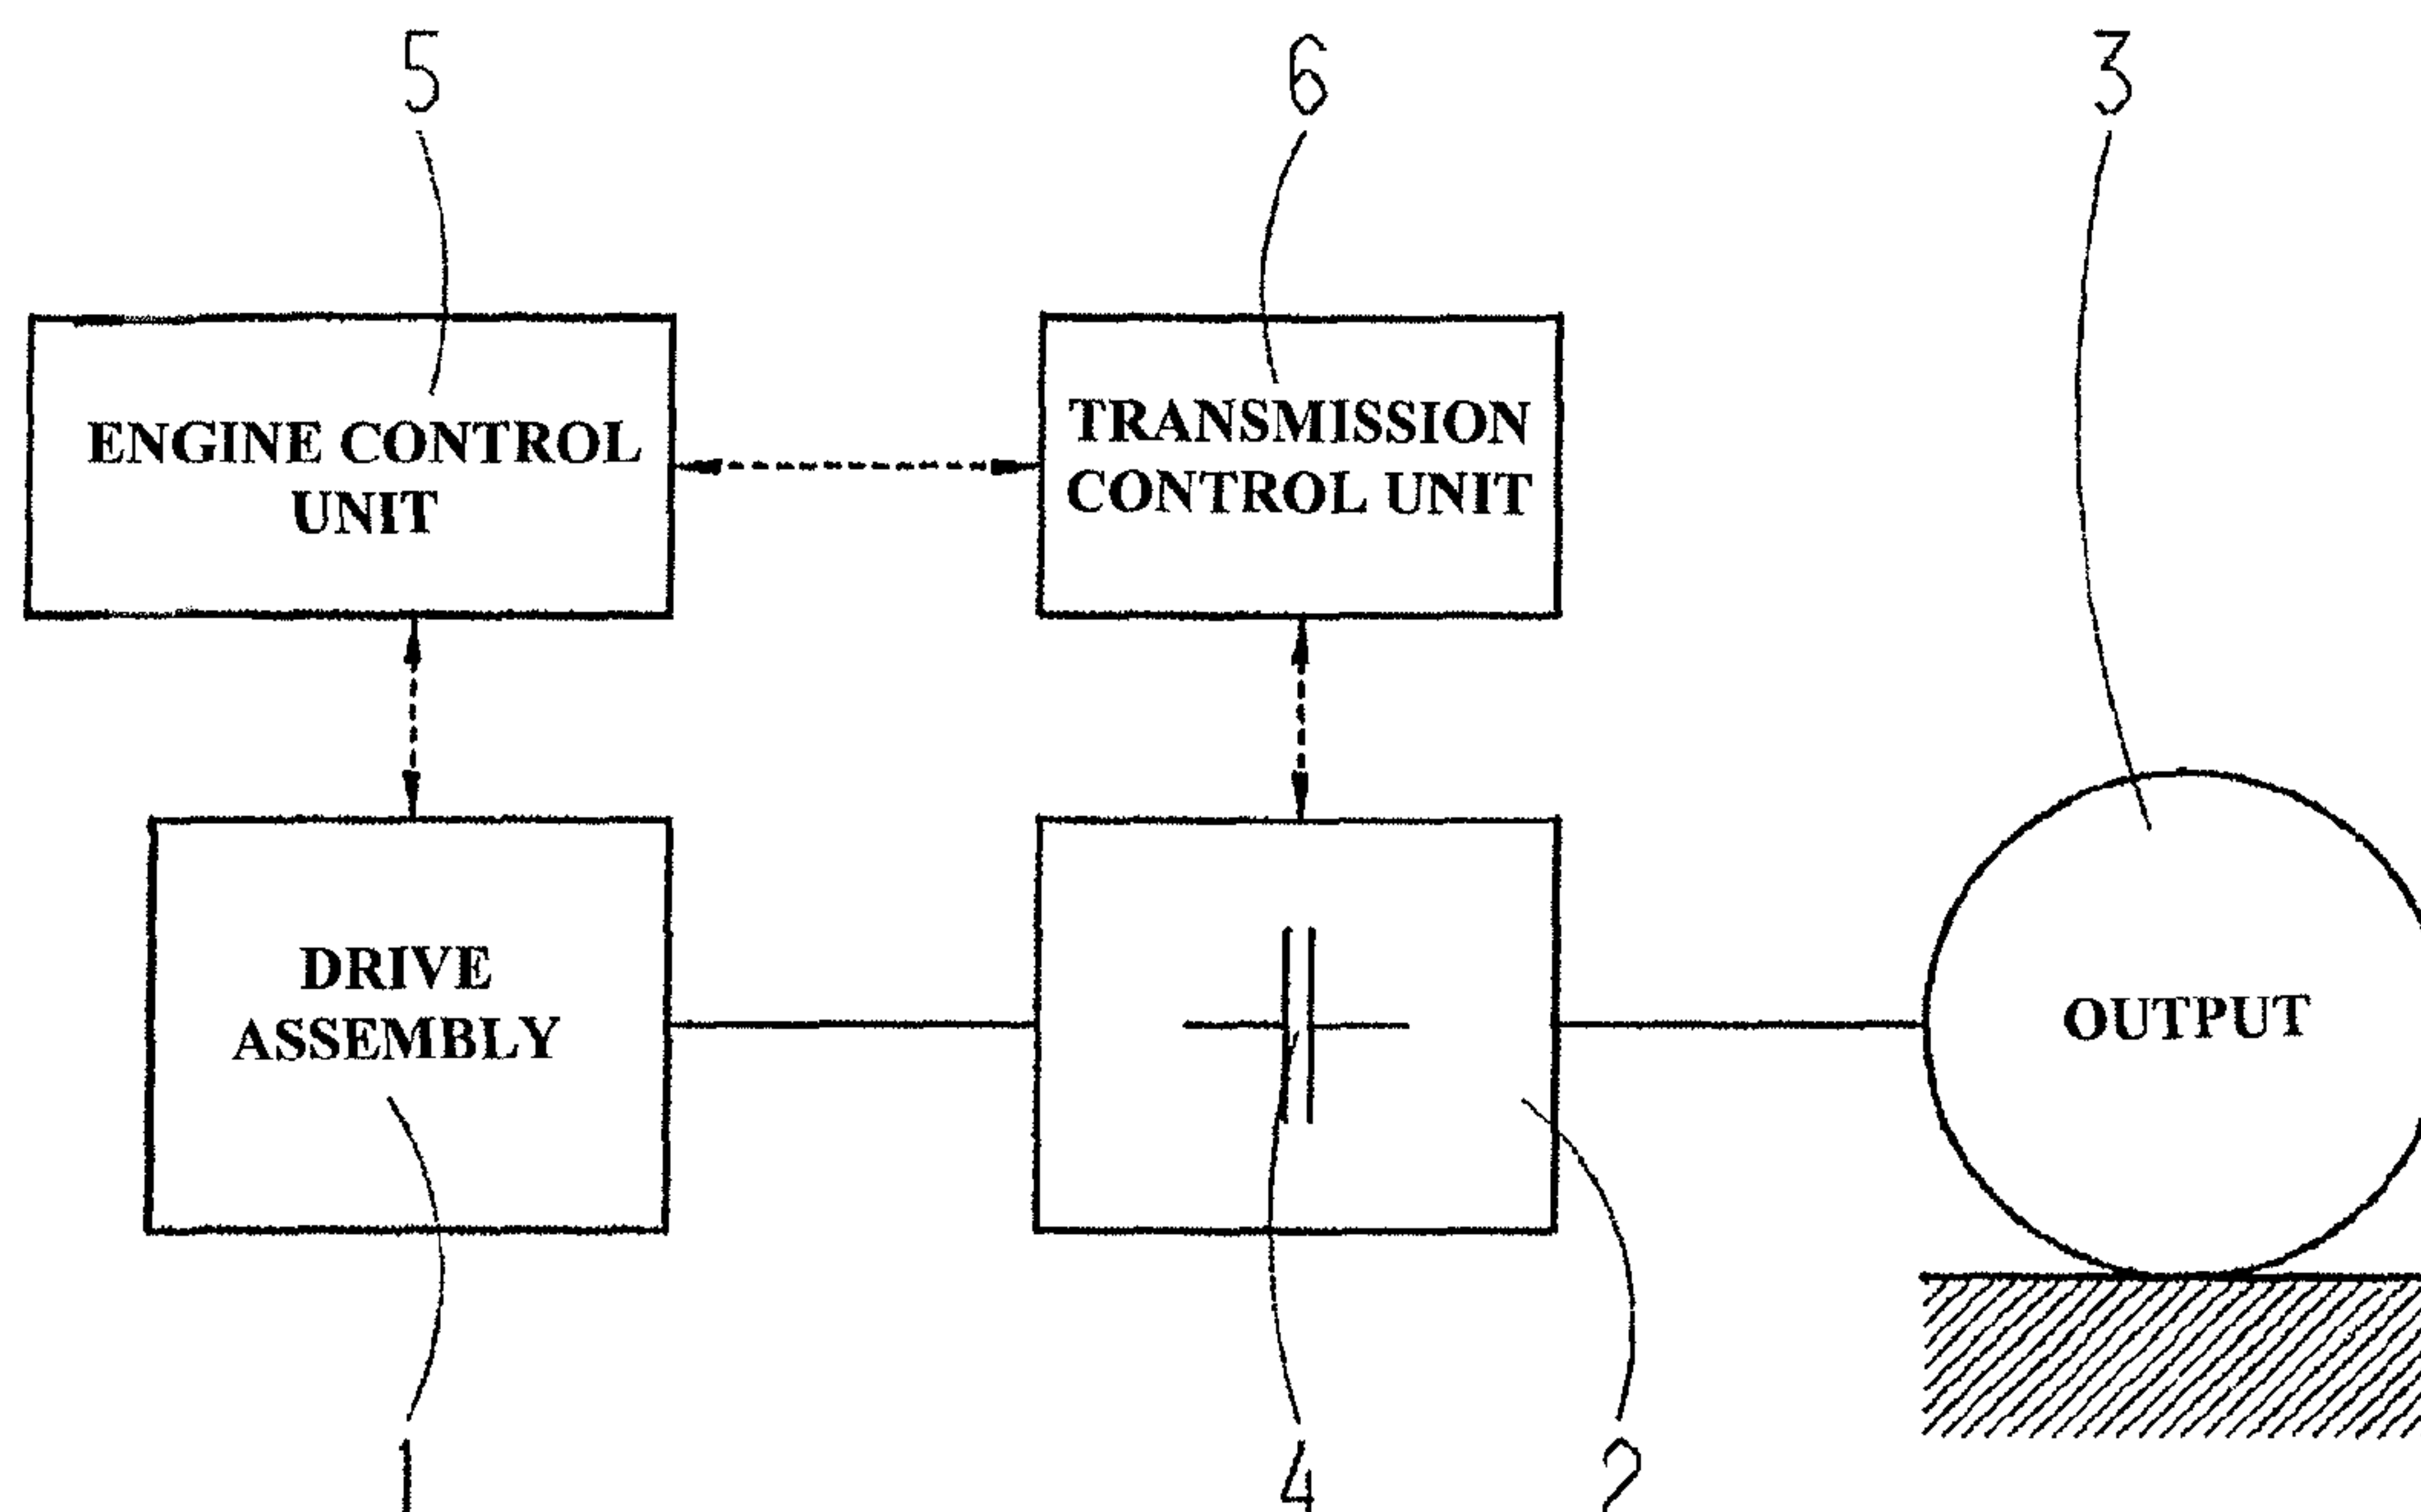 5
6
3
ENGINE CONTROL
UNIT
TRANSMISSION
CONTROL UNIT
DRIVE
ASSEMBLY
OUTPUT
1
4
2